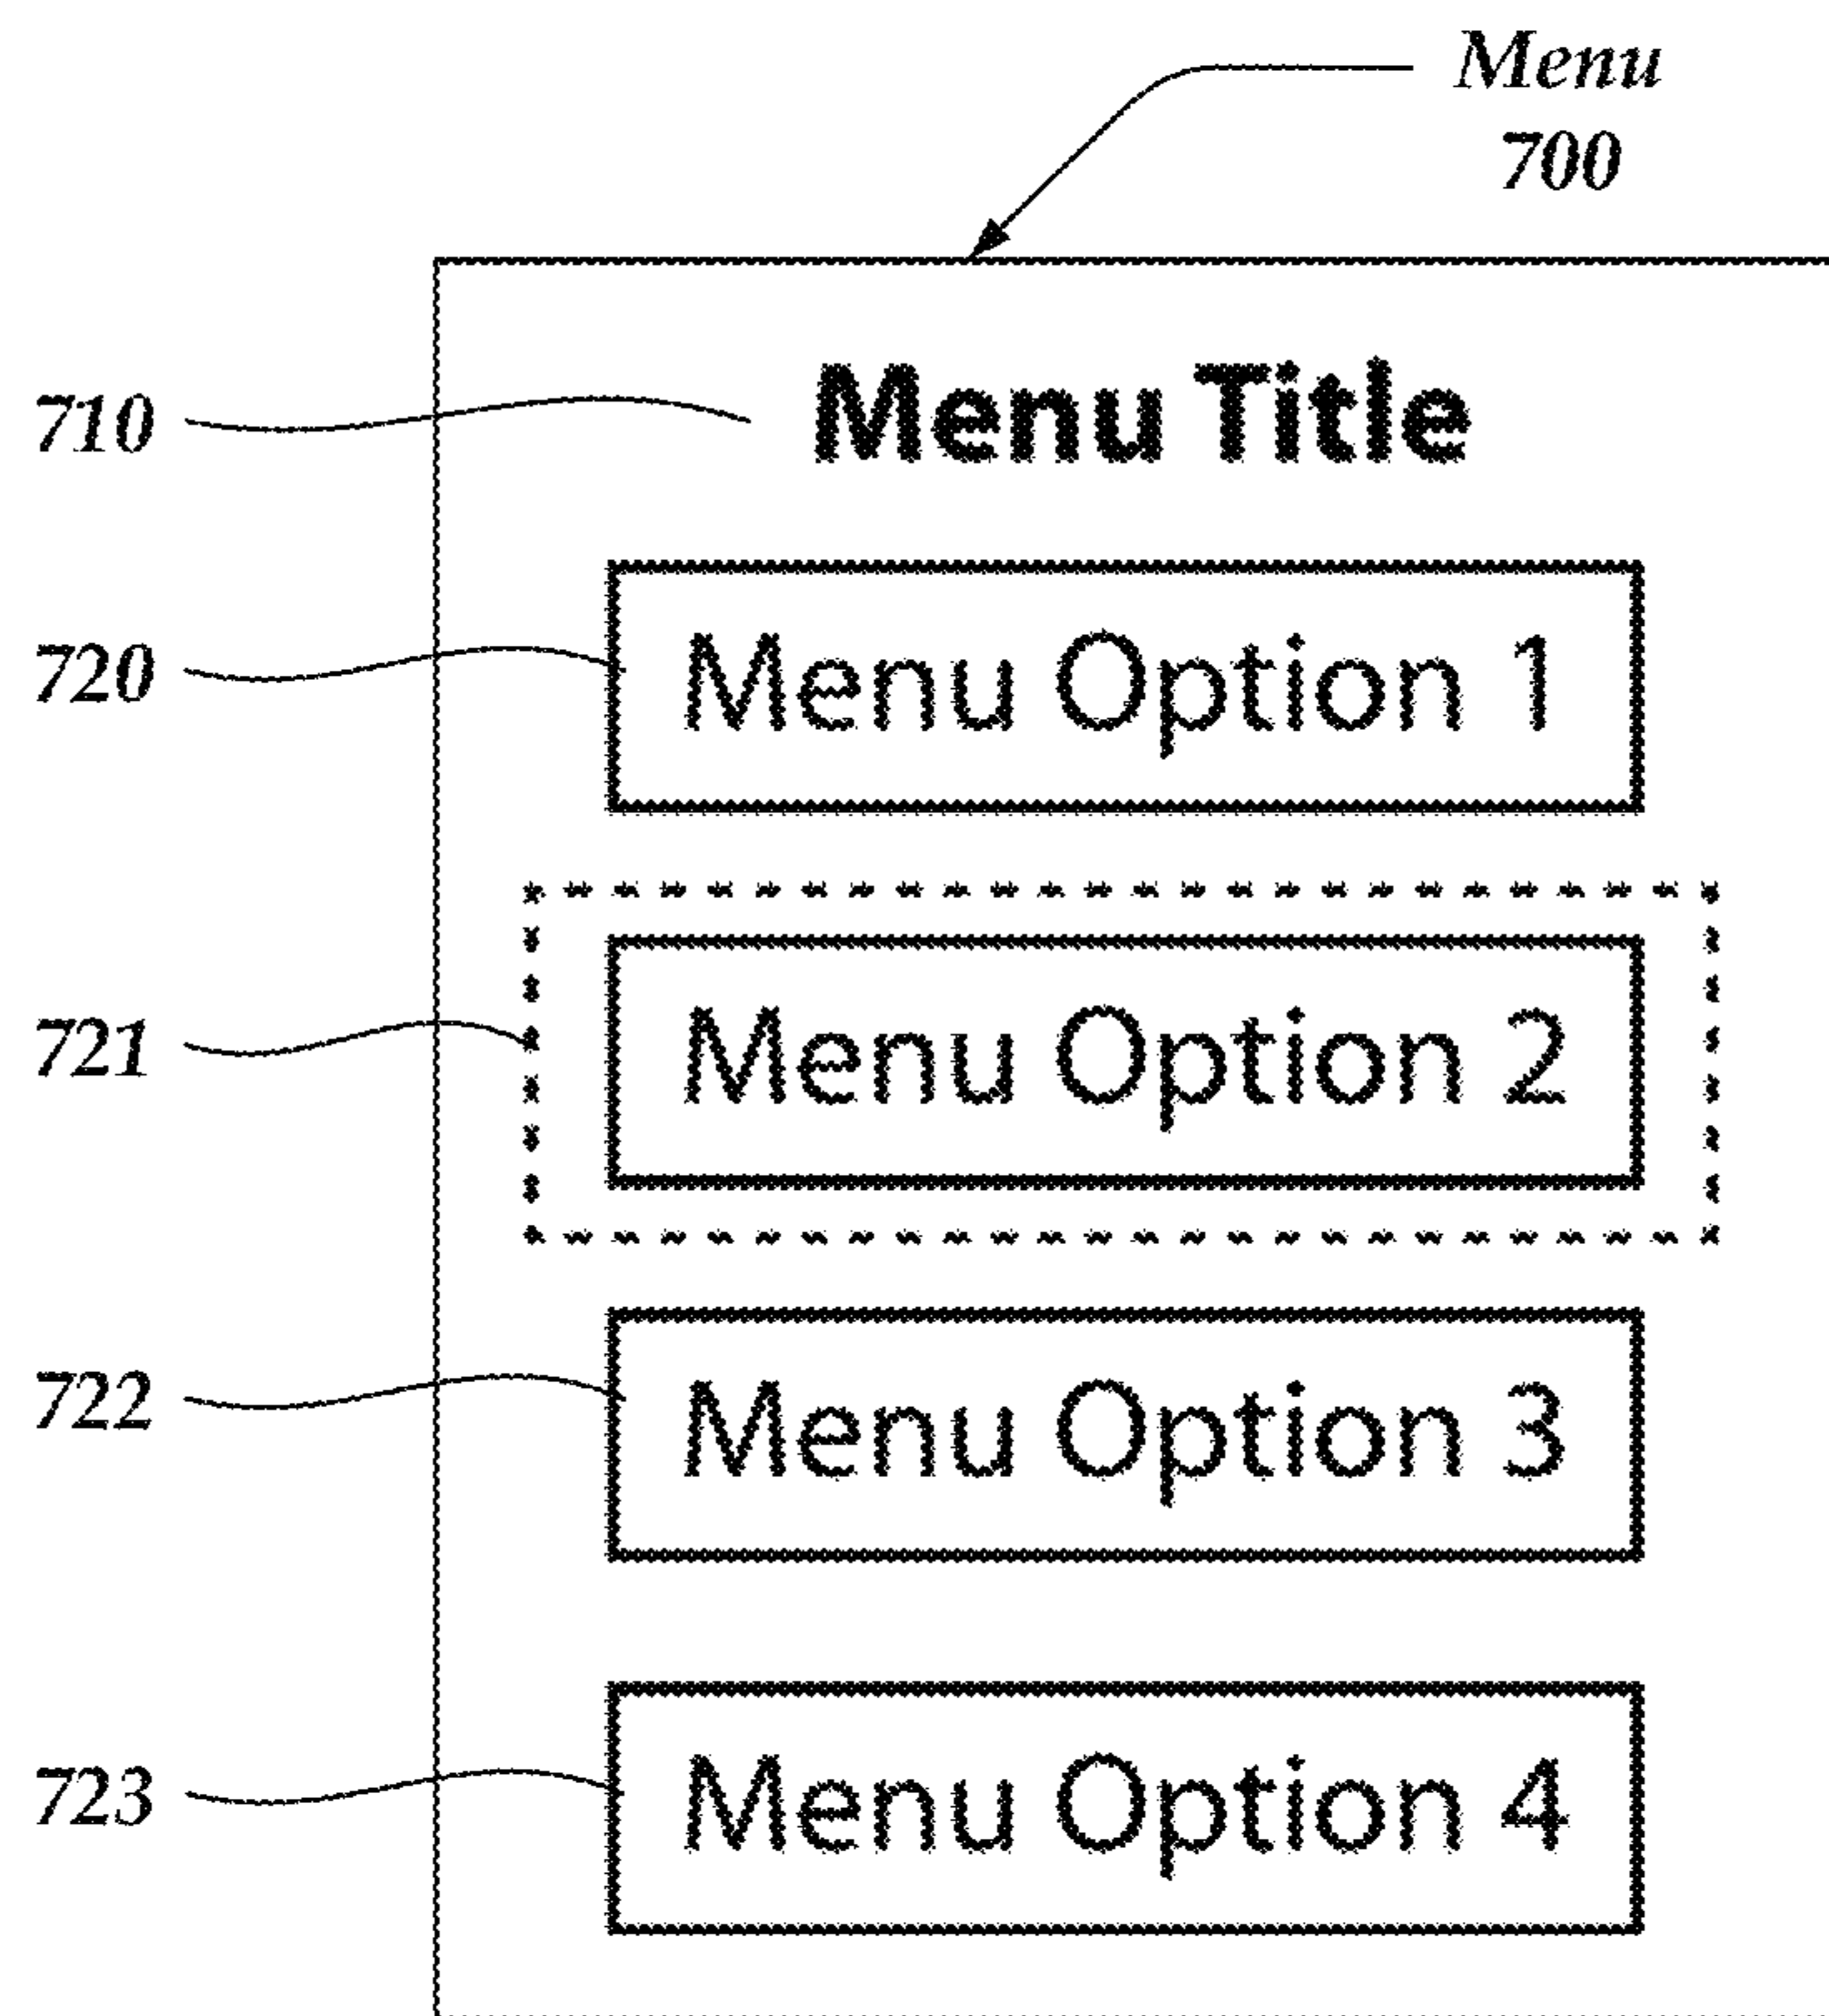 Menu
700
710 Menu Title
720 Menu Option 1
721 Menu Option 2
722 Menu Option 3
723 Menu Option 4